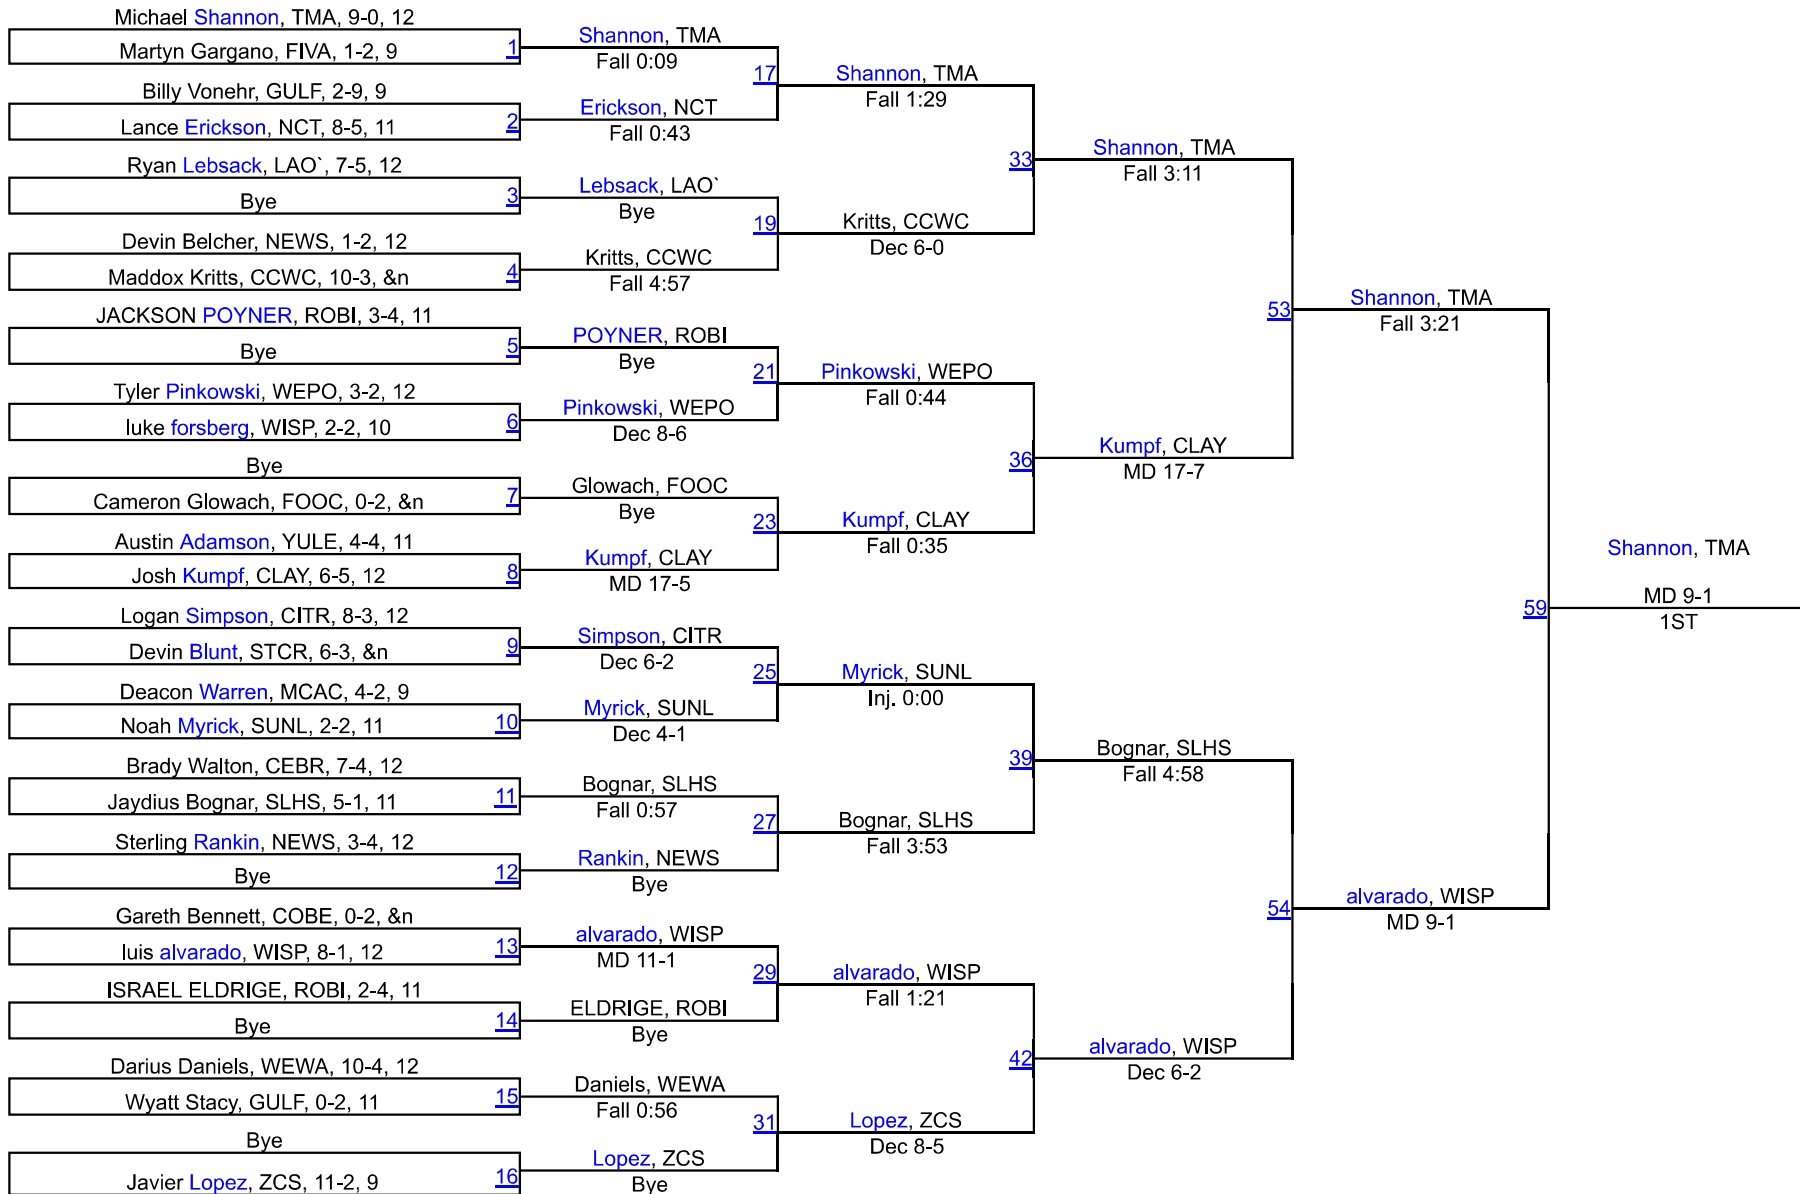 Michael Shannon, TMA, 9-0, 12
Martyn Gargano, FIVA, 1-2, 9
1
Billy Vonehr, GULF, 2-9, 9
Lance Erickson, NCT, 8-5, 11
2
Ryan Lebsack, LAO`, 7-5, 12
Bye
3
Devin Belcher, NEWS, 1-2, 12
Maddox Kritts, CCWC, 10-3, &n
4
JACKSON POYNER, ROBI, 3-4, 11
Bye
5
Tyler Pinkowski, WEPO, 3-2, 12
luke forsberg, WISP, 2-2, 10
6
Bye
Cameron Glowach, FOOC, 0-2, &n
7
Austin Adamson, YULE, 4-4, 11
Josh Kumpf, CLAY, 6-5, 12
8
Logan Simpson, CITR, 8-3, 12
Devin Blunt, STCR, 6-3, &n
9
Deacon Warren, MCAC, 4-2, 9
Noah Myrick, SUNL, 2-2, 11
10
Brady Walton, CEBR, 7-4, 12
Jaydius Bognar, SLHS, 5-1, 11
11
Sterling Rankin, NEWS, 3-4, 12
Bye
12
Gareth Bennett, COBE, 0-2, &n
luis alvarado, WISP, 8-1, 12
13
ISRAEL ELDRIGE, ROBI, 2-4, 11
Bye
14
Darius Daniels, WEWA, 10-4, 12
Wyatt Stacy, GULF, 0-2, 11
15
Bye
Javier Lopez, ZCS, 11-2, 9
16
Shannon, TMA
Fall 0:09
17
Erickson, NCT
Fall 0:43
Lebsack, LAO`
Bye
19
Kritts, CCWC
Fall 4:57
POYNER, ROBI
Bye
21
Pinkowski, WEPO
Dec 8-6
Glowach, FOOC
Bye
23
Kumpf, CLAY
MD 17-5
Simpson, CITR
Dec 6-2
25
Myrick, SUNL
Dec 4-1
Bognar, SLHS
Fall 0:57
27
Rankin, NEWS
Bye
alvarado, WISP
MD 11-1
29
ELDRIGE, ROBI
Bye
Daniels, WEWA
Fall 0:56
31
Lopez, ZCS
Bye
Shannon, TMA
Fall 1:29
33
Kritts, CCWC
Dec 6-0
Pinkowski, WEPO
Fall 0:44
36
Kumpf, CLAY
Fall 0:35
Myrick, SUNL
Inj. 0:00
39
Bognar, SLHS
Fall 3:53
alvarado, WISP
Fall 1:21
42
Lopez, ZCS
Dec 8-5
Shannon, TMA
Fall 3:11
53
Kumpf, CLAY
MD 17-7
Bognar, SLHS
Fall 4:58
54
alvarado, WISP
Dec 6-2
Shannon, TMA
Fall 3:21
59
alvarado, WISP
MD 9-1
Shannon, TMA
MD 9-1
1ST